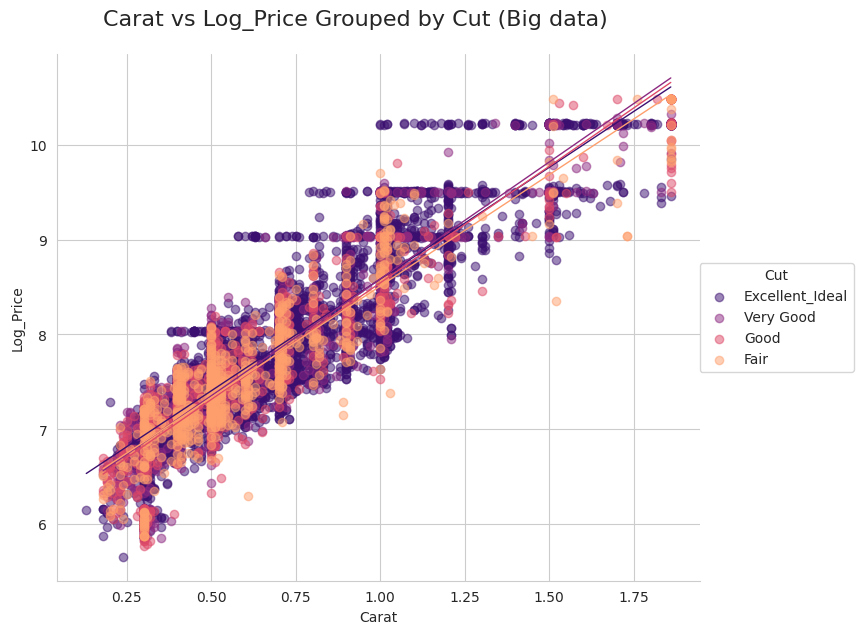 Carat vs Log_Price Grouped by Cut (Big data)
Log_Price
10
9
8
7
6
0.25 0.50 0.75 1.00 1.25 1.50 1.75
Carat
Cut
Excellent_Ideal
Very Good
Good
Fair